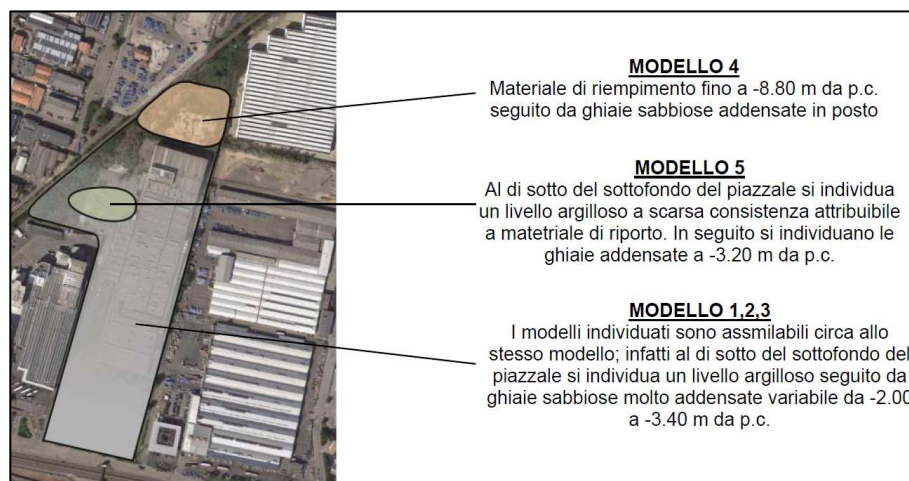 MODELLO 4
Materiale di riempimento fino a -8.80 m da p.c.
seguito da ghiaie sabbiose addensate in posto
MODELLO 5
Al di sotto del sottofondo del piazzale si individua
un livello argilloso a scarsa consistenza attribuibile
a matetriale di riporto. In seguito si individuano le
ghiaie addensate a -3.20 m da p.c.
MODELLO 1,2,3
I modelli individuati sono assmilabili circa allo
stesso modello; infatti al di sotto del sottofondo del
piazzale si individua un livello argilloso seguito da
ghiaie sabbiose molto addensate variabile da -2.00
a -3.40 m da p.c.